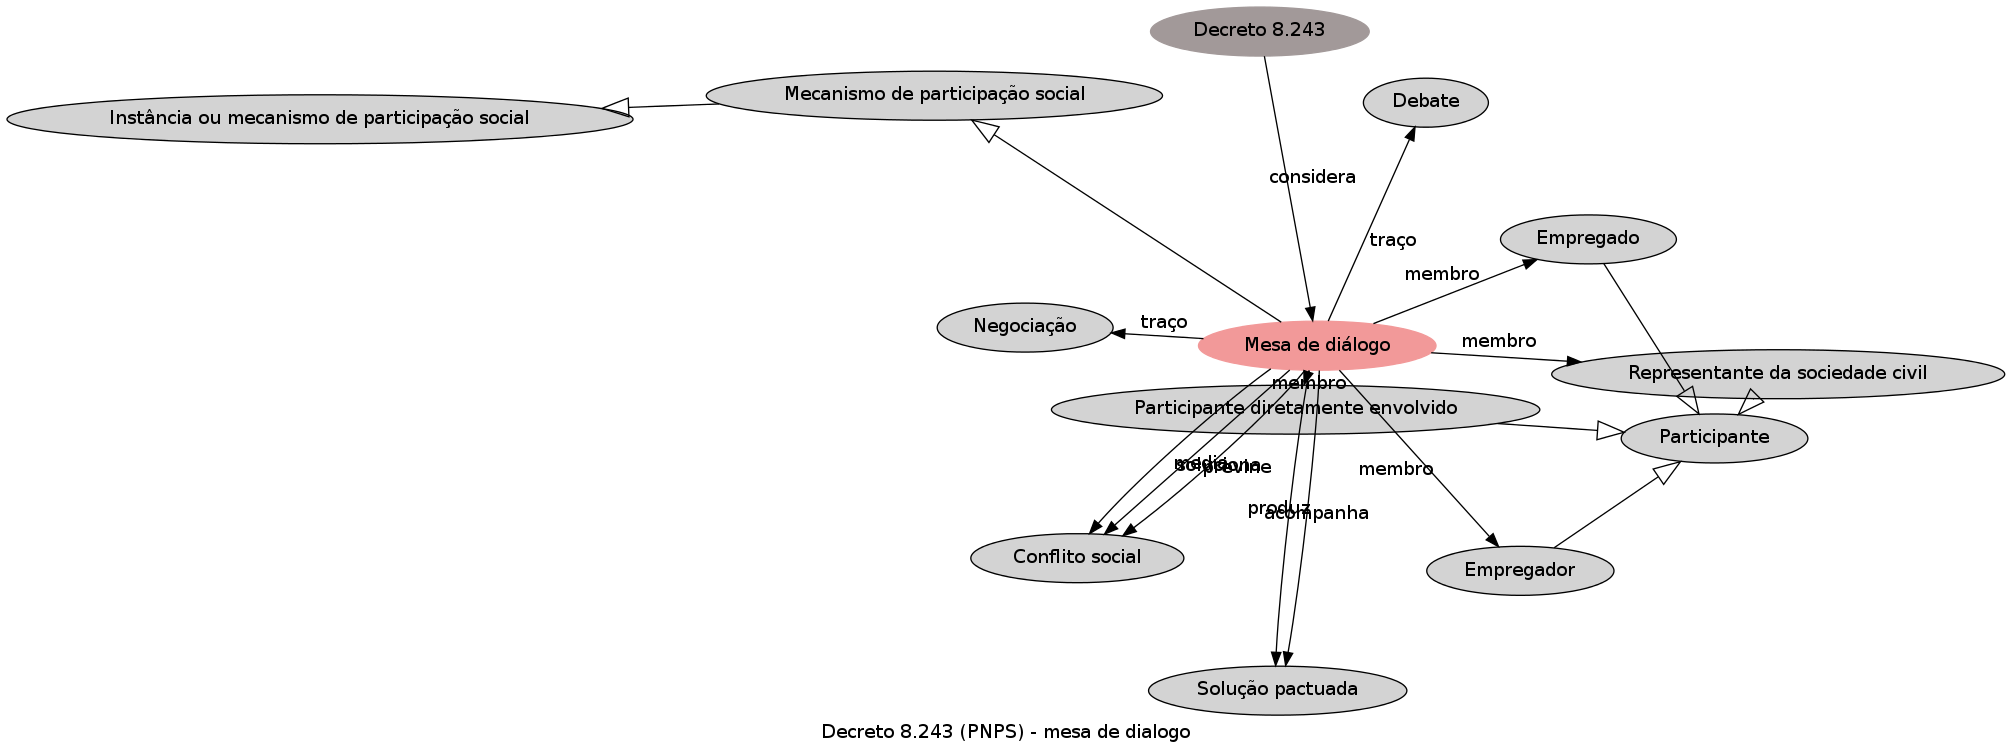 Decreto 8.243
Mecanismo de participação social
Debate
Instância ou mecanismo de participação social
considera
traço
Empregado
membro
Negociação
traço
Mesa de diálogo
membro
Representante da sociedade civil
membro
Participante diretamente envolvido
Participante
media
soluciona
previne
membro
produz
acompanha
Conflito social
Empregador
Solução pactuada
Decreto 8.243 (PNPS) - mesa de dialogo